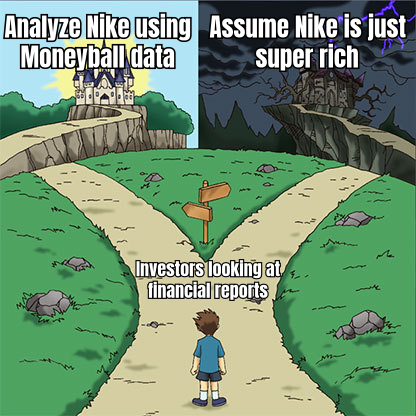 Analyze Nike using
Moneyball data
Assume Nike is just
super rich
Investors looking at
financial reports